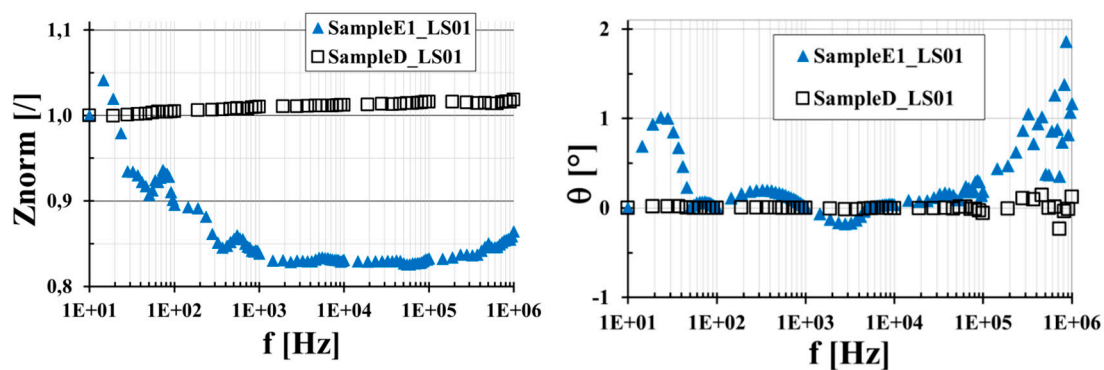 1,1
1,0
0,9
0,8
Znorm [/]
SampleE1_LS01
SampleD_LS01
1E+01 1E+02 1E+03 1E+04 1E+05 1E+06
f [Hz]
2
1
0
-1
θ [°]
SampleE1_LS01
SampleD_LS01
1E+01 1E+02 1E+03 1E+04 1E+05 1E+06
f [Hz]